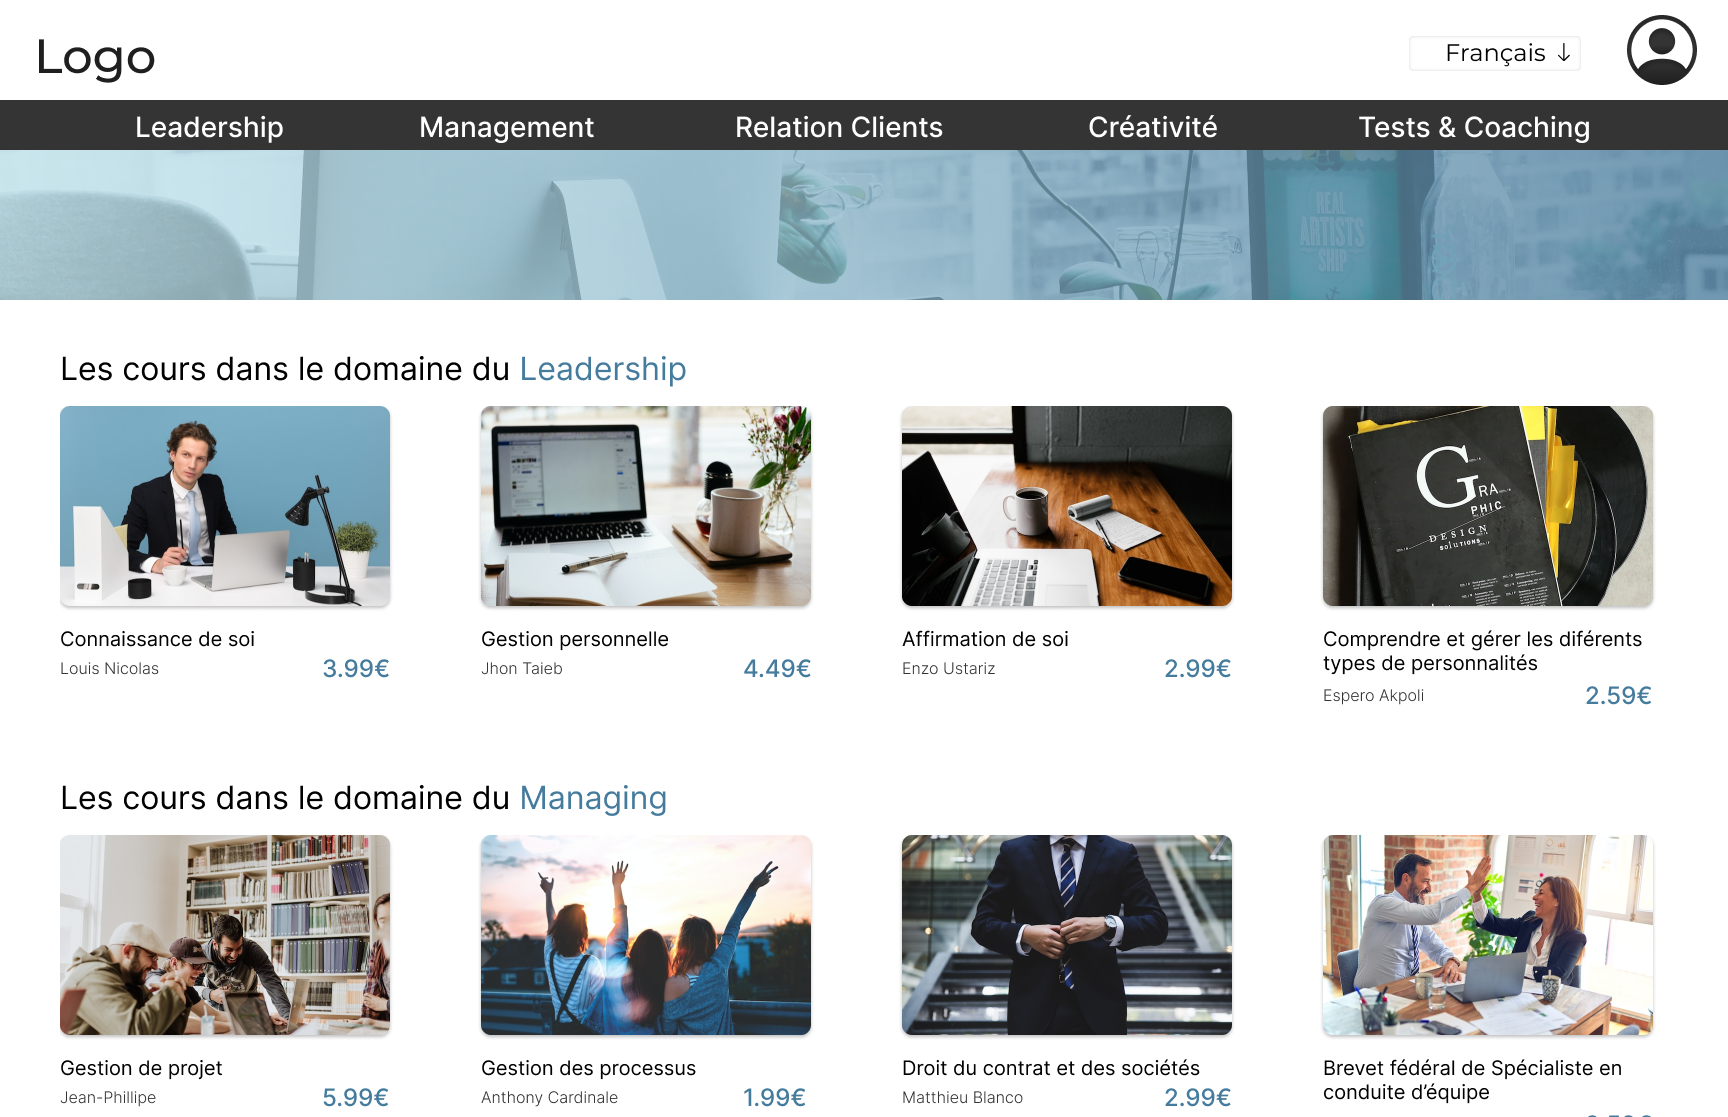 Logo
Français ↓
Leadership
Management
Relation Clients
Créativité
Tests & Coaching
REAL
ARTISTS
SHIP
Les cours dans le domaine du Leadership
GRA
PHIC
DESIGN
SOLUTIONS
Connaissance de soi
Louis Nicolas
3.99€
Gestion personnelle
Jhon Taieb
4.49€
Affirmation de soi
Enzo Ustariz
2.99€
Comprendre et gérer les diférents
types de personnalités
Espero Akpoli
2.59€
Les cours dans le domaine du Managing
Gestion de projet
Jean-Phillipe
5.99€
Gestion des processus
Anthony Cardinale
1.99€
Droit du contrat et des sociétés
Matthieu Blanco
2.99€
Brevet fédéral de Spécialiste en
conduite d’équipe